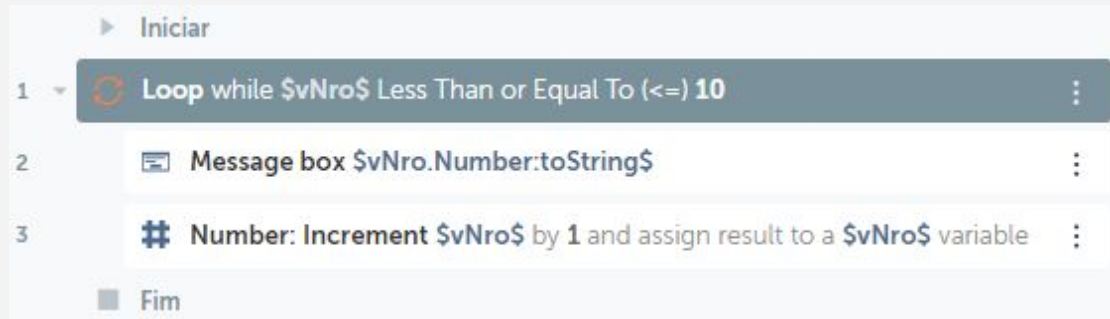 Iniciar
1 Loop while $vNro$ Less Than or Equal To (<=) 10
2 Message box $vNro.Number:toString$
3 Number: Increment $vNro$ by 1 and assign result to a $vNro$ variable
Fim